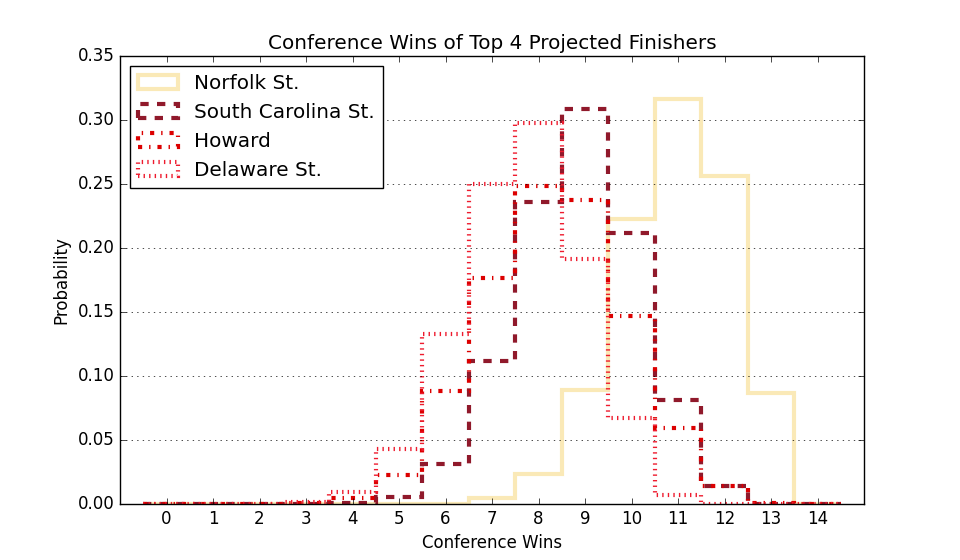 Conference Wins of Top 4 Projected Finishers
0.35
0.30
0.25
0.20
0.15
0.10
0.05
0.00
Probability
Norfolk St.
South Carolina St.
Howard
Delaware St.
0 1 2 3 4 5 6 7 8 9 10 11 12 13 14
Conference Wins